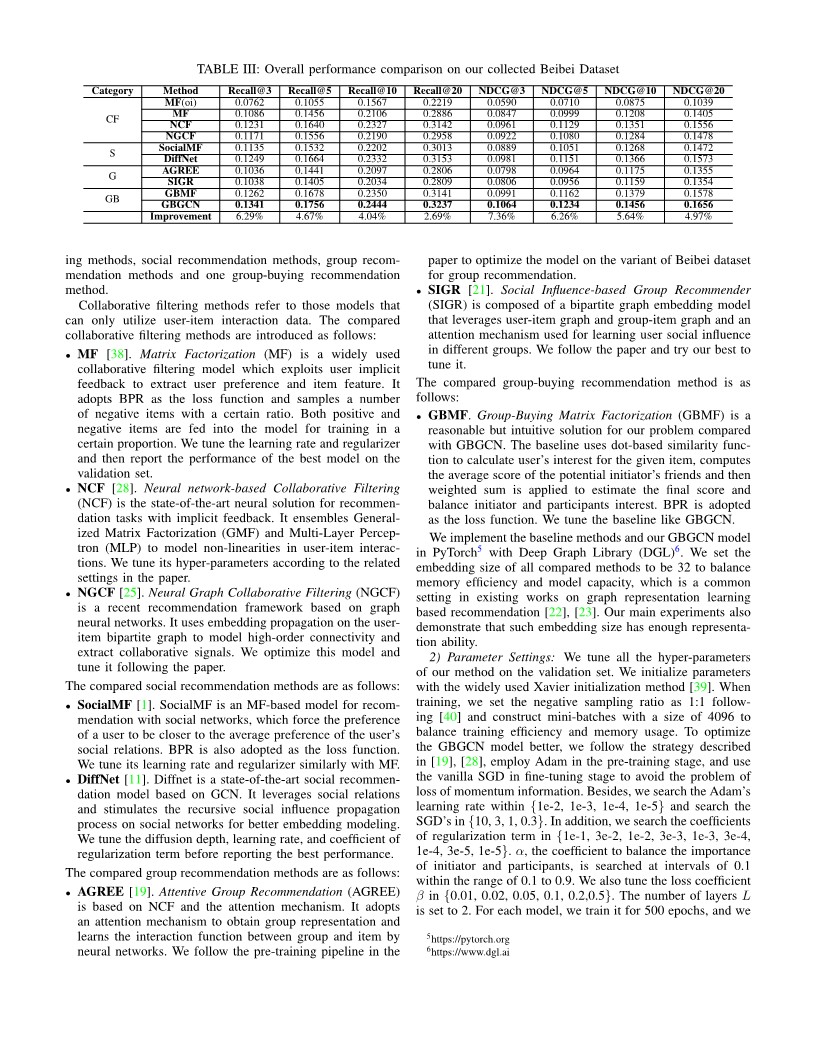 TABLE III: Overall performance comparison on our collected Beibei Dataset
Category Method Recall@3 Recall@5 Recall@10 Recall@20 NDCG@3 NDCG@5 NDCG@10 NDCG@20
CF MF(oi) 0.0762 0.1055 0.1567 0.2219 0.0590 0.0710 0.0875 0.1039
MF 0.1086 0.1456 0.2106 0.2886 0.0847 0.0999 0.1208 0.1405
NCF 0.1231 0.1640 0.2327 0.3142 0.0961 0.1129 0.1351 0.1556
NGCF 0.1171 0.1556 0.2190 0.2958 0.0922 0.1080 0.1284 0.1478
S SocialMF 0.1135 0.1532 0.2202 0.3013 0.0889 0.1051 0.1268 0.1472
DiffNet 0.1249 0.1664 0.2332 0.3153 0.0981 0.1151 0.1366 0.1573
G AGREE 0.1036 0.1441 0.2097 0.2806 0.0798 0.0964 0.1175 0.1355
SIGR 0.1038 0.1405 0.2034 0.2809 0.0806 0.0956 0.1159 0.1354
GB GBMF 0.1262 0.1678 0.2350 0.3141 0.0991 0.1162 0.1379 0.1578
GBGCN 0.1341 0.1756 0.2444 0.3237 0.1064 0.1234 0.1456 0.1656
Improvement 6.29% 4.67% 4.04% 2.69% 7.36% 6.26% 5.64% 4.97%
ing methods, social recommendation methods, group recom-
mendation methods and one group-buying recommendation
method.
Collaborative filtering methods refer to those models that
can only utilize user-item interaction data. The compared
collaborative filtering methods are introduced as follows:
• MF [38]. Matrix Factorization (MF) is a widely used
collaborative filtering model which exploits user implicit
feedback to extract user preference and item feature. It
adopts BPR as the loss function and samples a number
of negative items with a certain ratio. Both positive and
negative items are fed into the model for training in a
certain proportion. We tune the learning rate and regularizer
and then report the performance of the best model on the
validation set.
• NCF [28]. Neural network-based Collaborative Filtering
(NCF) is the state-of-the-art neural solution for recommen-
dation tasks with implicit feedback. It ensembles General-
ized Matrix Factorization (GMF) and Multi-Layer Percep-
tron (MLP) to model non-linearities in user-item interac-
tions. We tune its hyper-parameters according to the related
settings in the paper.
• NGCF [25]. Neural Graph Collaborative Filtering (NGCF)
is a recent recommendation framework based on graph
neural networks. It uses embedding propagation on the user-
item bipartite graph to model high-order connectivity and
extract collaborative signals. We optimize this model and
tune it following the paper.
The compared social recommendation methods are as follows:
• SocialMF [1]. SocialMF is an MF-based model for recom-
mendation with social networks, which force the preference
of a user to be closer to the average preference of the user's
social relations. BPR is also adopted as the loss function.
We tune its learning rate and regularizer similarly with MF.
• DiffNet [11]. Diffnet is a state-of-the-art social recommen-
dation model based on GCN. It leverages social relations
and stimulates the recursive social influence propagation
process on social networks for better embedding modeling.
We tune the diffusion depth, learning rate, and coefficient of
regularization term before reporting the best performance.
The compared group recommendation methods are as follows:
• AGREE [19]. Attentive Group Recommendation (AGREE)
is based on NCF and the attention mechanism. It adopts
an attention mechanism to obtain group representation and
learns the interaction function between group and item by
neural networks. We follow the pre-training pipeline in the
paper to optimize the model on the variant of Beibei dataset
for group recommendation.
• SIGR [21]. Social Influence-based Group Recommender
(SIGR) is composed of a bipartite graph embedding model
that leverages user-item graph and group-item graph and an
attention mechanism used for learning user social influence
in different groups. We follow the paper and try our best to
tune it.
The compared group-buying recommendation method is as
follows:
• GBMF. Group-Buying Matrix Factorization (GBMF) is a
reasonable but intuitive solution for our problem compared
with GBGCN. The baseline uses dot-based similarity func-
tion to calculate user's interest for the given item, computes
the average score of the potential initiator's friends and then
weighted sum is applied to estimate the final score and
balance initiator and participants interest. BPR is adopted
as the loss function. We tune the baseline like GBGCN.
We implement the baseline methods and our GBGCN model
in PyTorch5 with Deep Graph Library (DGL)6. We set the
embedding size of all compared methods to be 32 to balance
memory efficiency and model capacity, which is a common
setting in existing works on graph representation learning
based recommendation [22], [23]. Our main experiments also
demonstrate that such embedding size has enough representa-
tion ability.
2) Parameter Settings: We tune all the hyper-parameters
of our method on the validation set. We initialize parameters
with the widely used Xavier initialization method [39]. When
training, we set the negative sampling ratio as 1:1 follow-
ing [40] and construct mini-batches with a size of 4096 to
balance training efficiency and memory usage. To optimize
the GBGCN model better, we follow the strategy described
in [19], [28], employ Adam in the pre-training stage, and use
the vanilla SGD in fine-tuning stage to avoid the problem of
loss of momentum information. Besides, we search the Adam's
learning rate within {1e-2, 1e-3, 1e-4, 1e-5} and search the
SGD's in {10, 3, 1, 0.3}. In addition, we search the coefficients
of regularization term in {1e-1, 3e-2, 1e-2, 3e-3, 1e-3, 3e-4,
1e-4, 3e-5, 1e-5}. α, the coefficient to balance the importance
of initiator and participants, is searched at intervals of 0.1
within the range of 0.1 to 0.9. We also tune the loss coefficient
β in {0.01, 0.02, 0.05, 0.1, 0.2,0.5}. The number of layers L
is set to 2. For each model, we train it for 500 epochs, and we
5https://pytorch.org
6https://www.dgl.ai